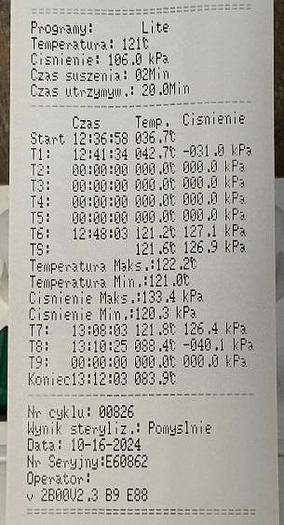 Programy: Lite
Temperatura: 121℃
Cisnienie: 106.0 kPa
Czas suszenia: 02Min
Czas utrzymyw.: 20.0Min
Czas Temp. Cisnienie
Start 12:36:58 036.7℃
T1: 12:41:34 042.7℃ -031.0 kPa
T2: 00:00:00 000.0℃ 000.0 kPa
T3: 00:00:00 000.0℃ 000.0 kPa
T4: 00:00:00 000.0℃ 000.0 kPa
T5: 00:00:00 000.0℃ 000.0 kPa
T6: 12:48:03 121.2℃ 127.1 kPa
TS: 121.6℃ 126.9 kPa
Temperatura Maks.:122.2℃
Temperatura Min.:121.0℃
Cisnienie Maks.:133.4 kPa
Cisnienie Min.:120.3 kPa
T7: 13:08:03 121.8℃ 126.4 kPa
T8: 13:10:25 088.4℃ -040.1 kPa
T9: 00:00:00 000.0℃ 000.0 kPa
Koniec13:12:03 083.9℃
Nr cyklu: 00826
Wynik steryliz.: Pomyslnie
Data: 10-16-2024
Nr Seryjny:E60862
Operator:
v 2B00V2.3 B9 E88